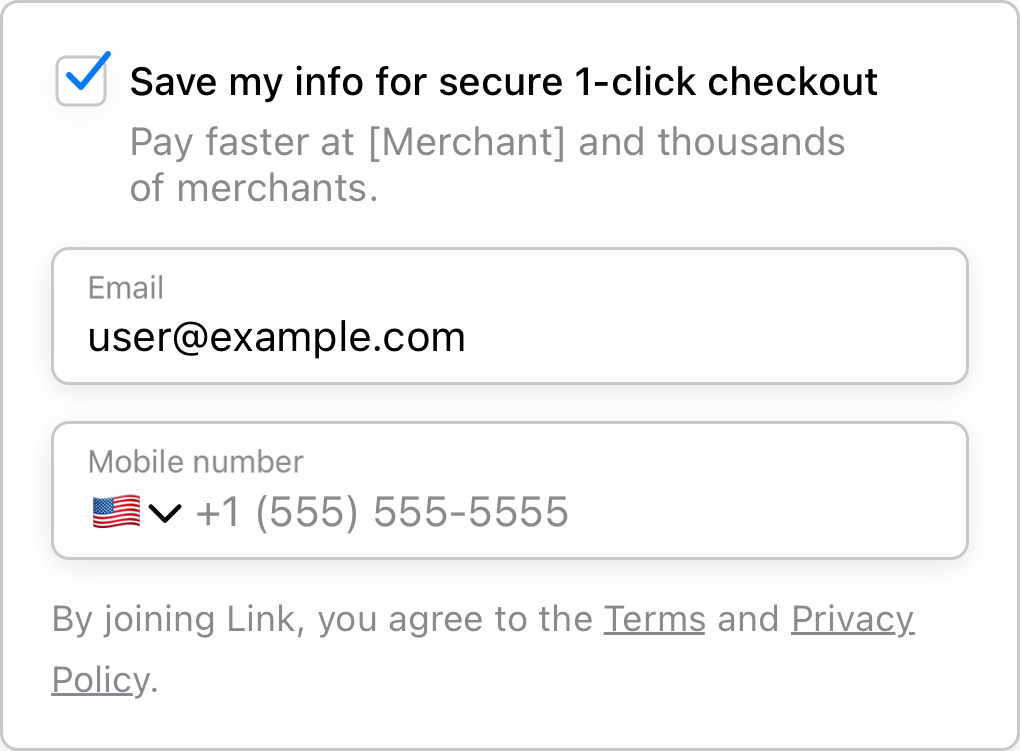 Save my info for secure 1-click checkout
Pay faster at [Merchant] and thousands
of merchants.
Email
user@example.com
Mobile number
+1 (555) 555-5555
By joining Link, you agree to the Terms and Privacy
Policy.